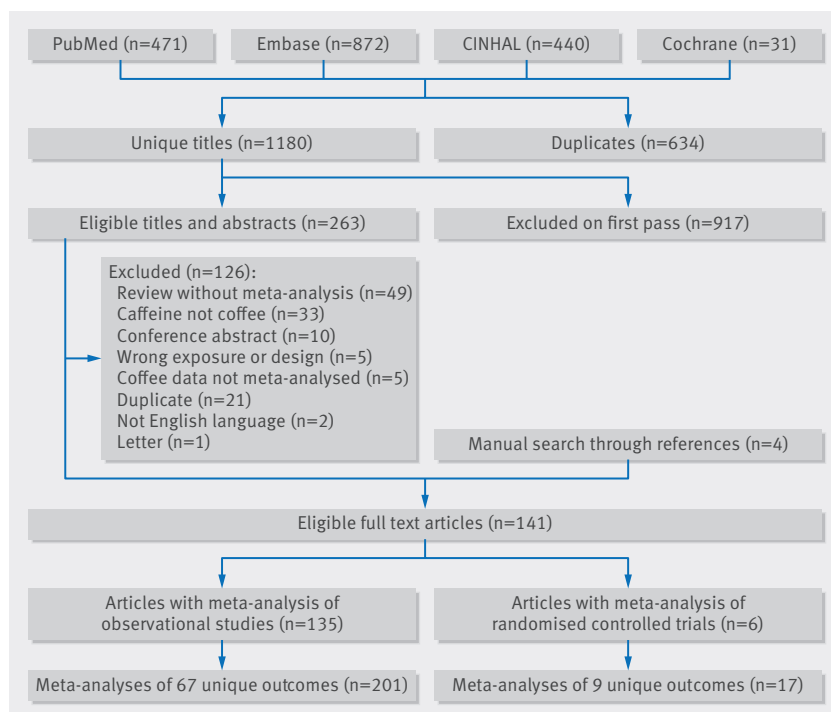 PubMed (n=471)
Embase (n=872)
CINHAL (n=440)
Cochrane (n=31)
Unique titles (n=1180)
Duplicates (n=634)
Eligible titles and abstracts (n=263)
Excluded on first pass (n=917)
Excluded (n=126):
Review without meta-analysis (n=49)
Caffeine not coffee (n=33)
Conference abstract (n=10)
Wrong exposure or design (n=5)
Coffee data not meta-analysed (n=5)
Duplicate (n=21)
Not English language (n=2)
Letter (n=1)
Manual search through references (n=4)
Eligible full text articles (n=141)
Articles with meta-analysis of
observational studies (n=135)
Articles with meta-analysis of
randomised controlled trials (n=6)
Meta-analyses of 67 unique outcomes (n=201)
Meta-analyses of 9 unique outcomes (n=17)